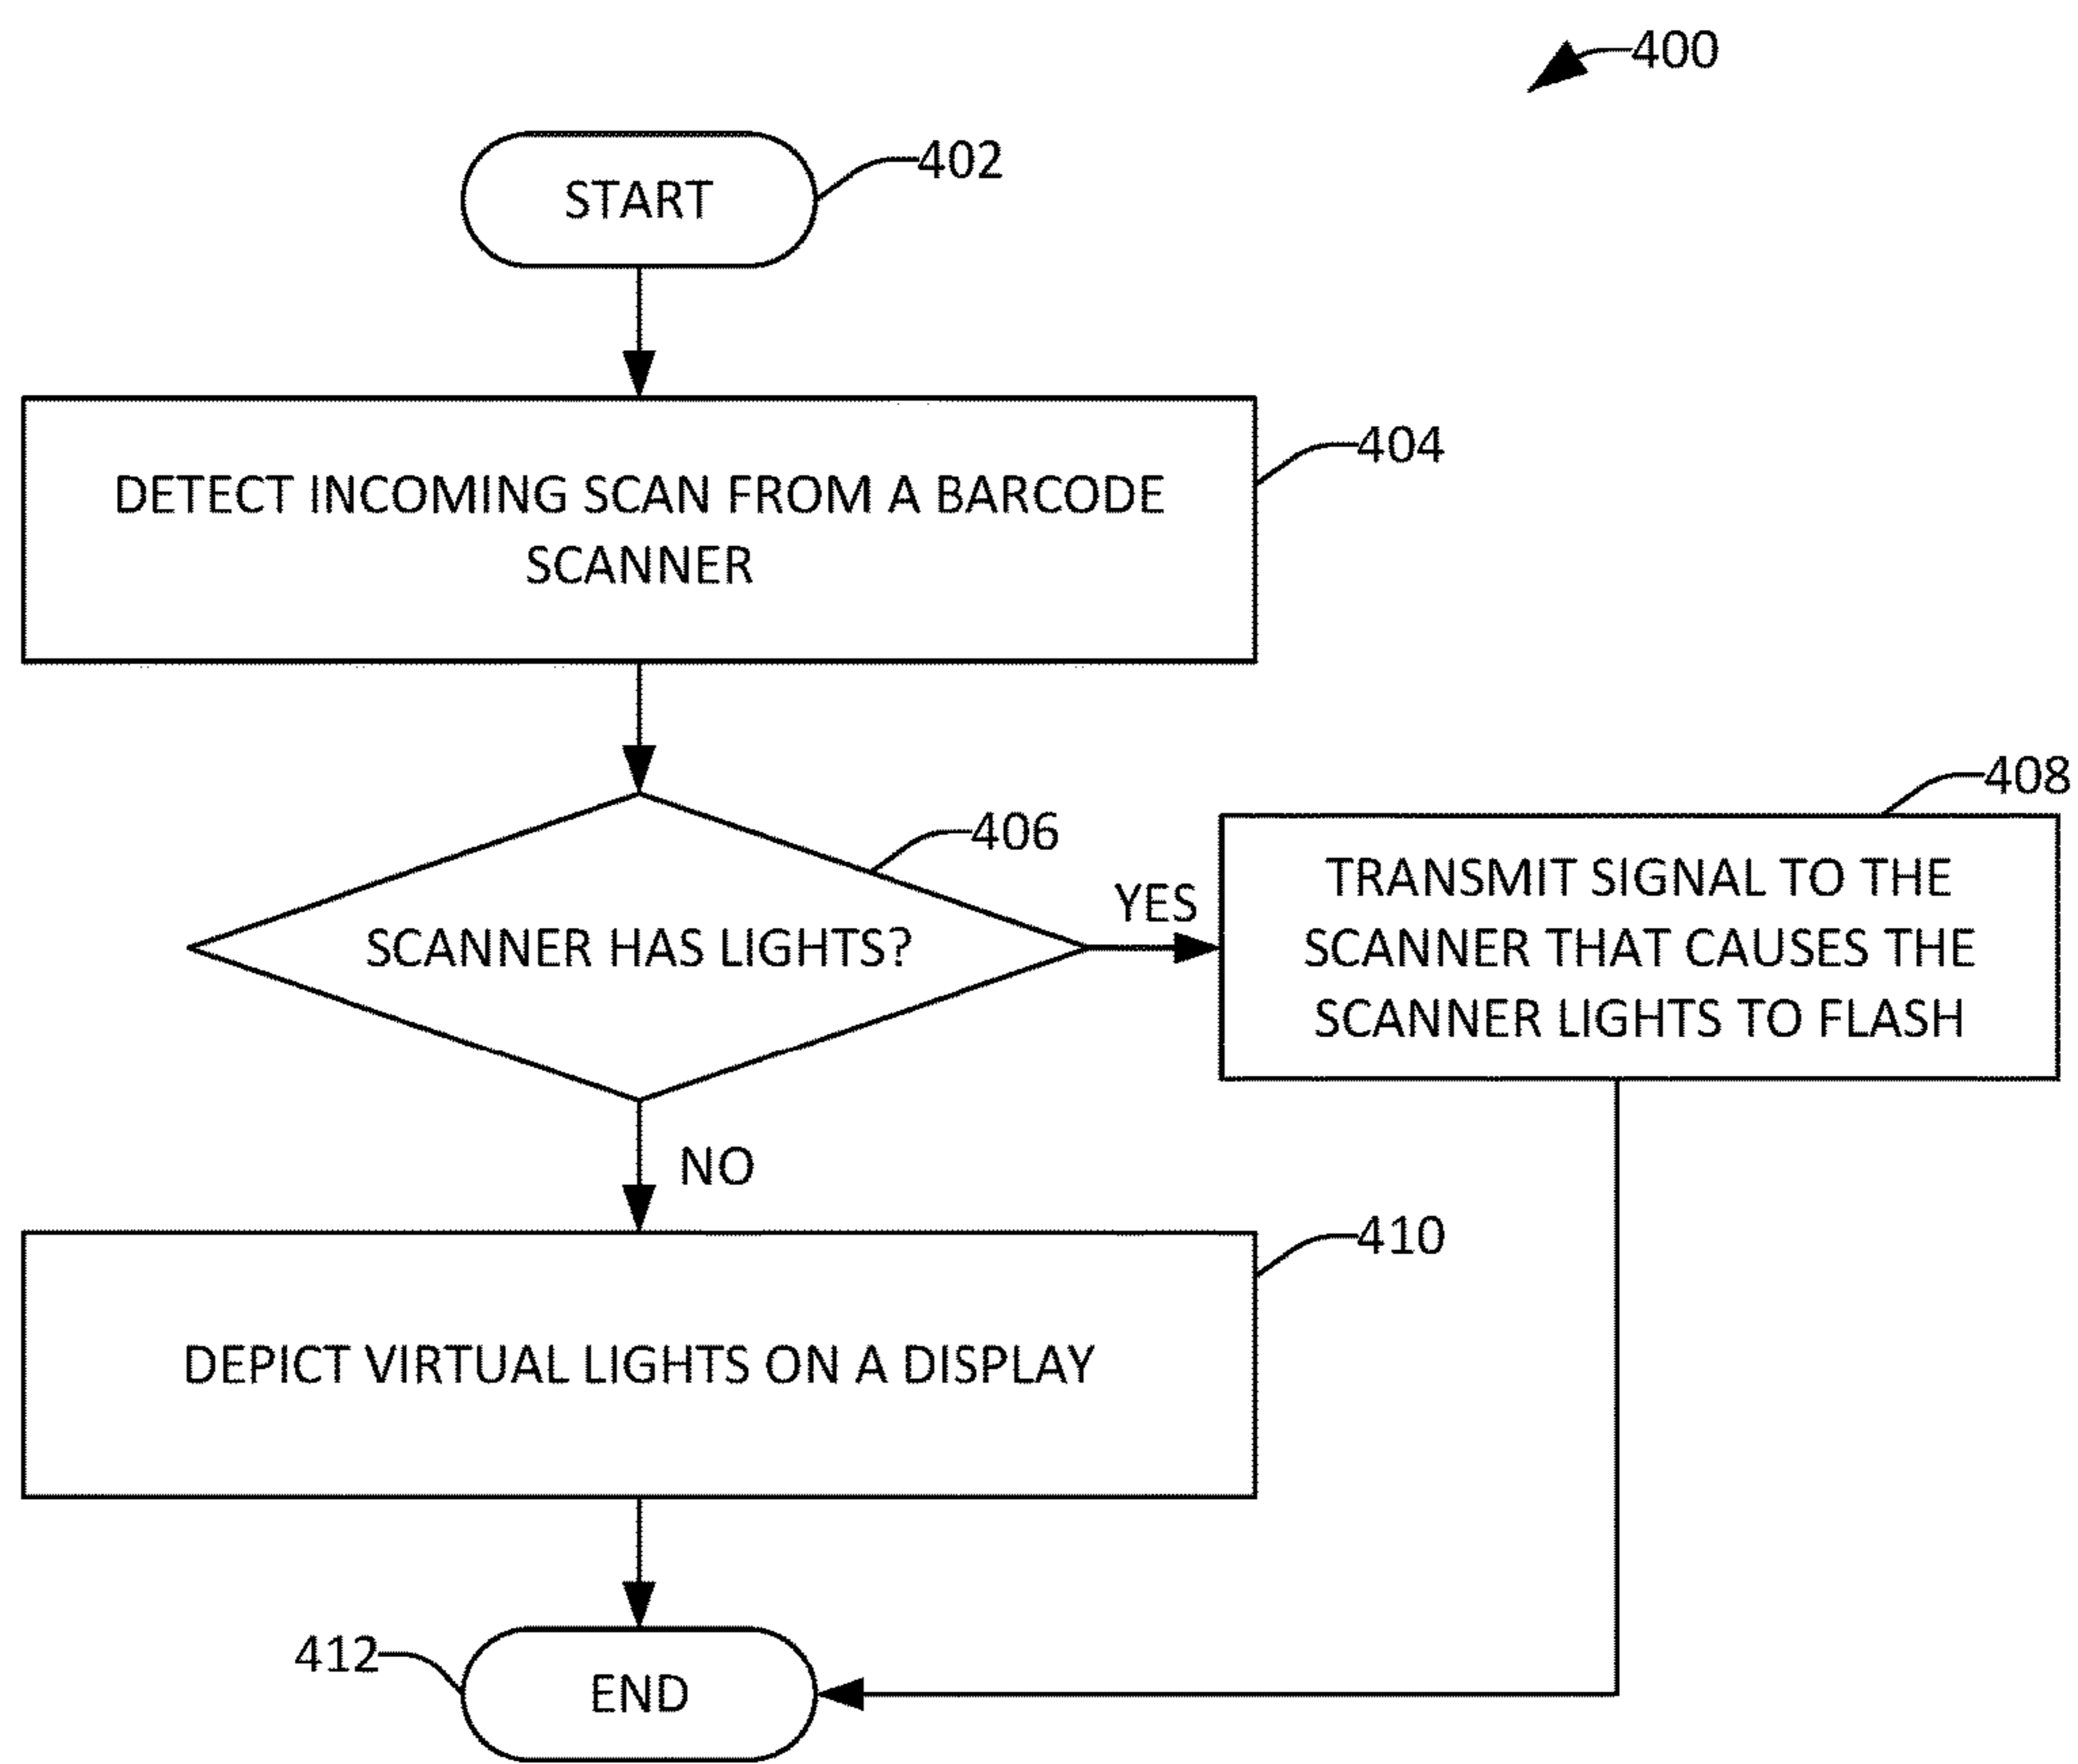 400
START
402
DETECT INCOMING SCAN FROM A BARCODE
SCANNER
404
SCANNER HAS LIGHTS?
406
YES
TRANSMIT SIGNAL TO THE
SCANNER THAT CAUSES THE
SCANNER LIGHTS TO FLASH
408
NO
DEPICT VIRTUAL LIGHTS ON A DISPLAY
410
412
END